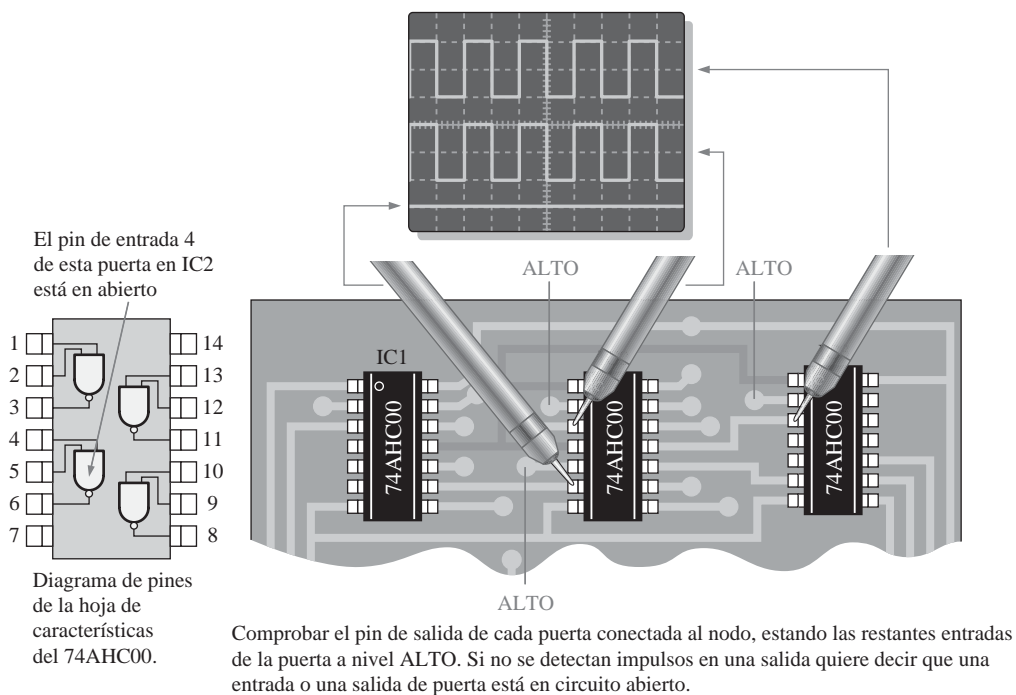 El pin de entrada 4
de esta puerta en IC2
está en abierto
1
2
3
4
5
6
7
14
13
12
11
10
9
8
Diagrama de pines
de la hoja de
características
del 74AHC00.
ALTO
ALTO
IC1
74AHC00
74AHC00
74AHC00
ALTO
Comprobar el pin de salida de cada puerta conectada al nodo, estando las restantes entradas
de la puerta a nivel ALTO. Si no se detectan impulsos en una salida quiere decir que una
entrada o una salida de puerta está en circuito abierto.